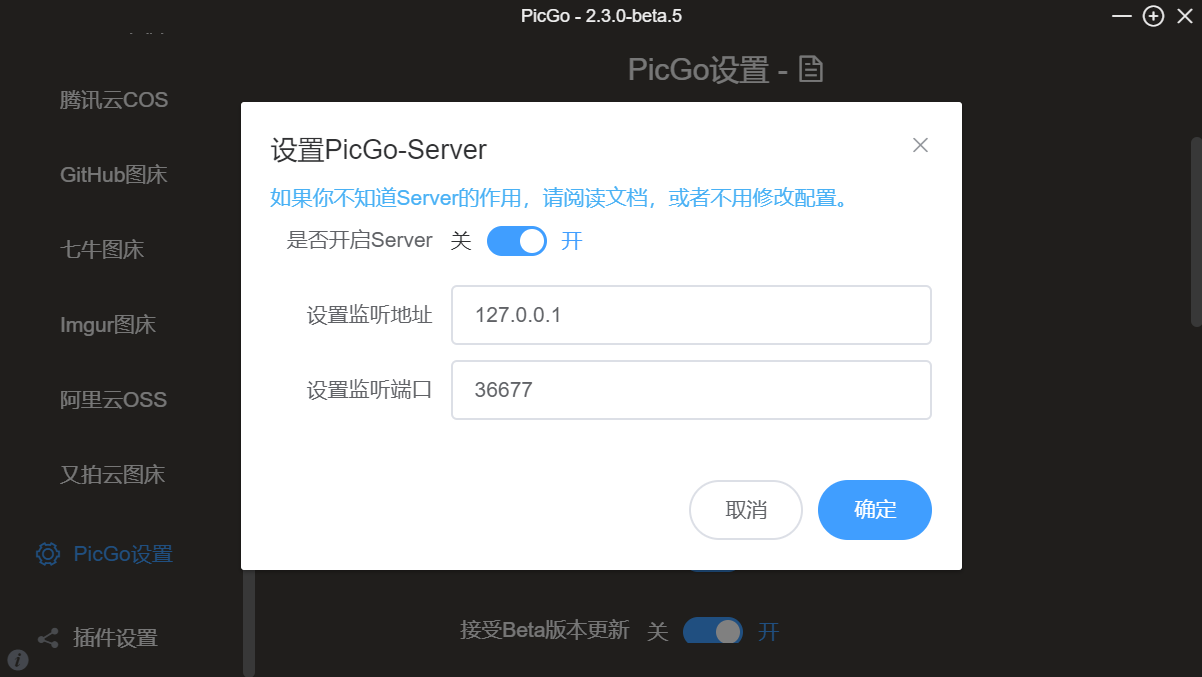 PicGo - 2.3.0-beta.5
PicGo设置 -
腾讯云COS
GitHub图床
七牛图床
Imgur图床
阿里云OSS
又拍云图床
PicGo设置
插件设置
设置PicGo-Server
如果你不知道Server的作用，请阅读文档，或者不用修改配置。
是否开启Server 关 开
设置监听地址 127.0.0.1
设置监听端口 36677
取消 确定
接受Beta版本更新 关 开